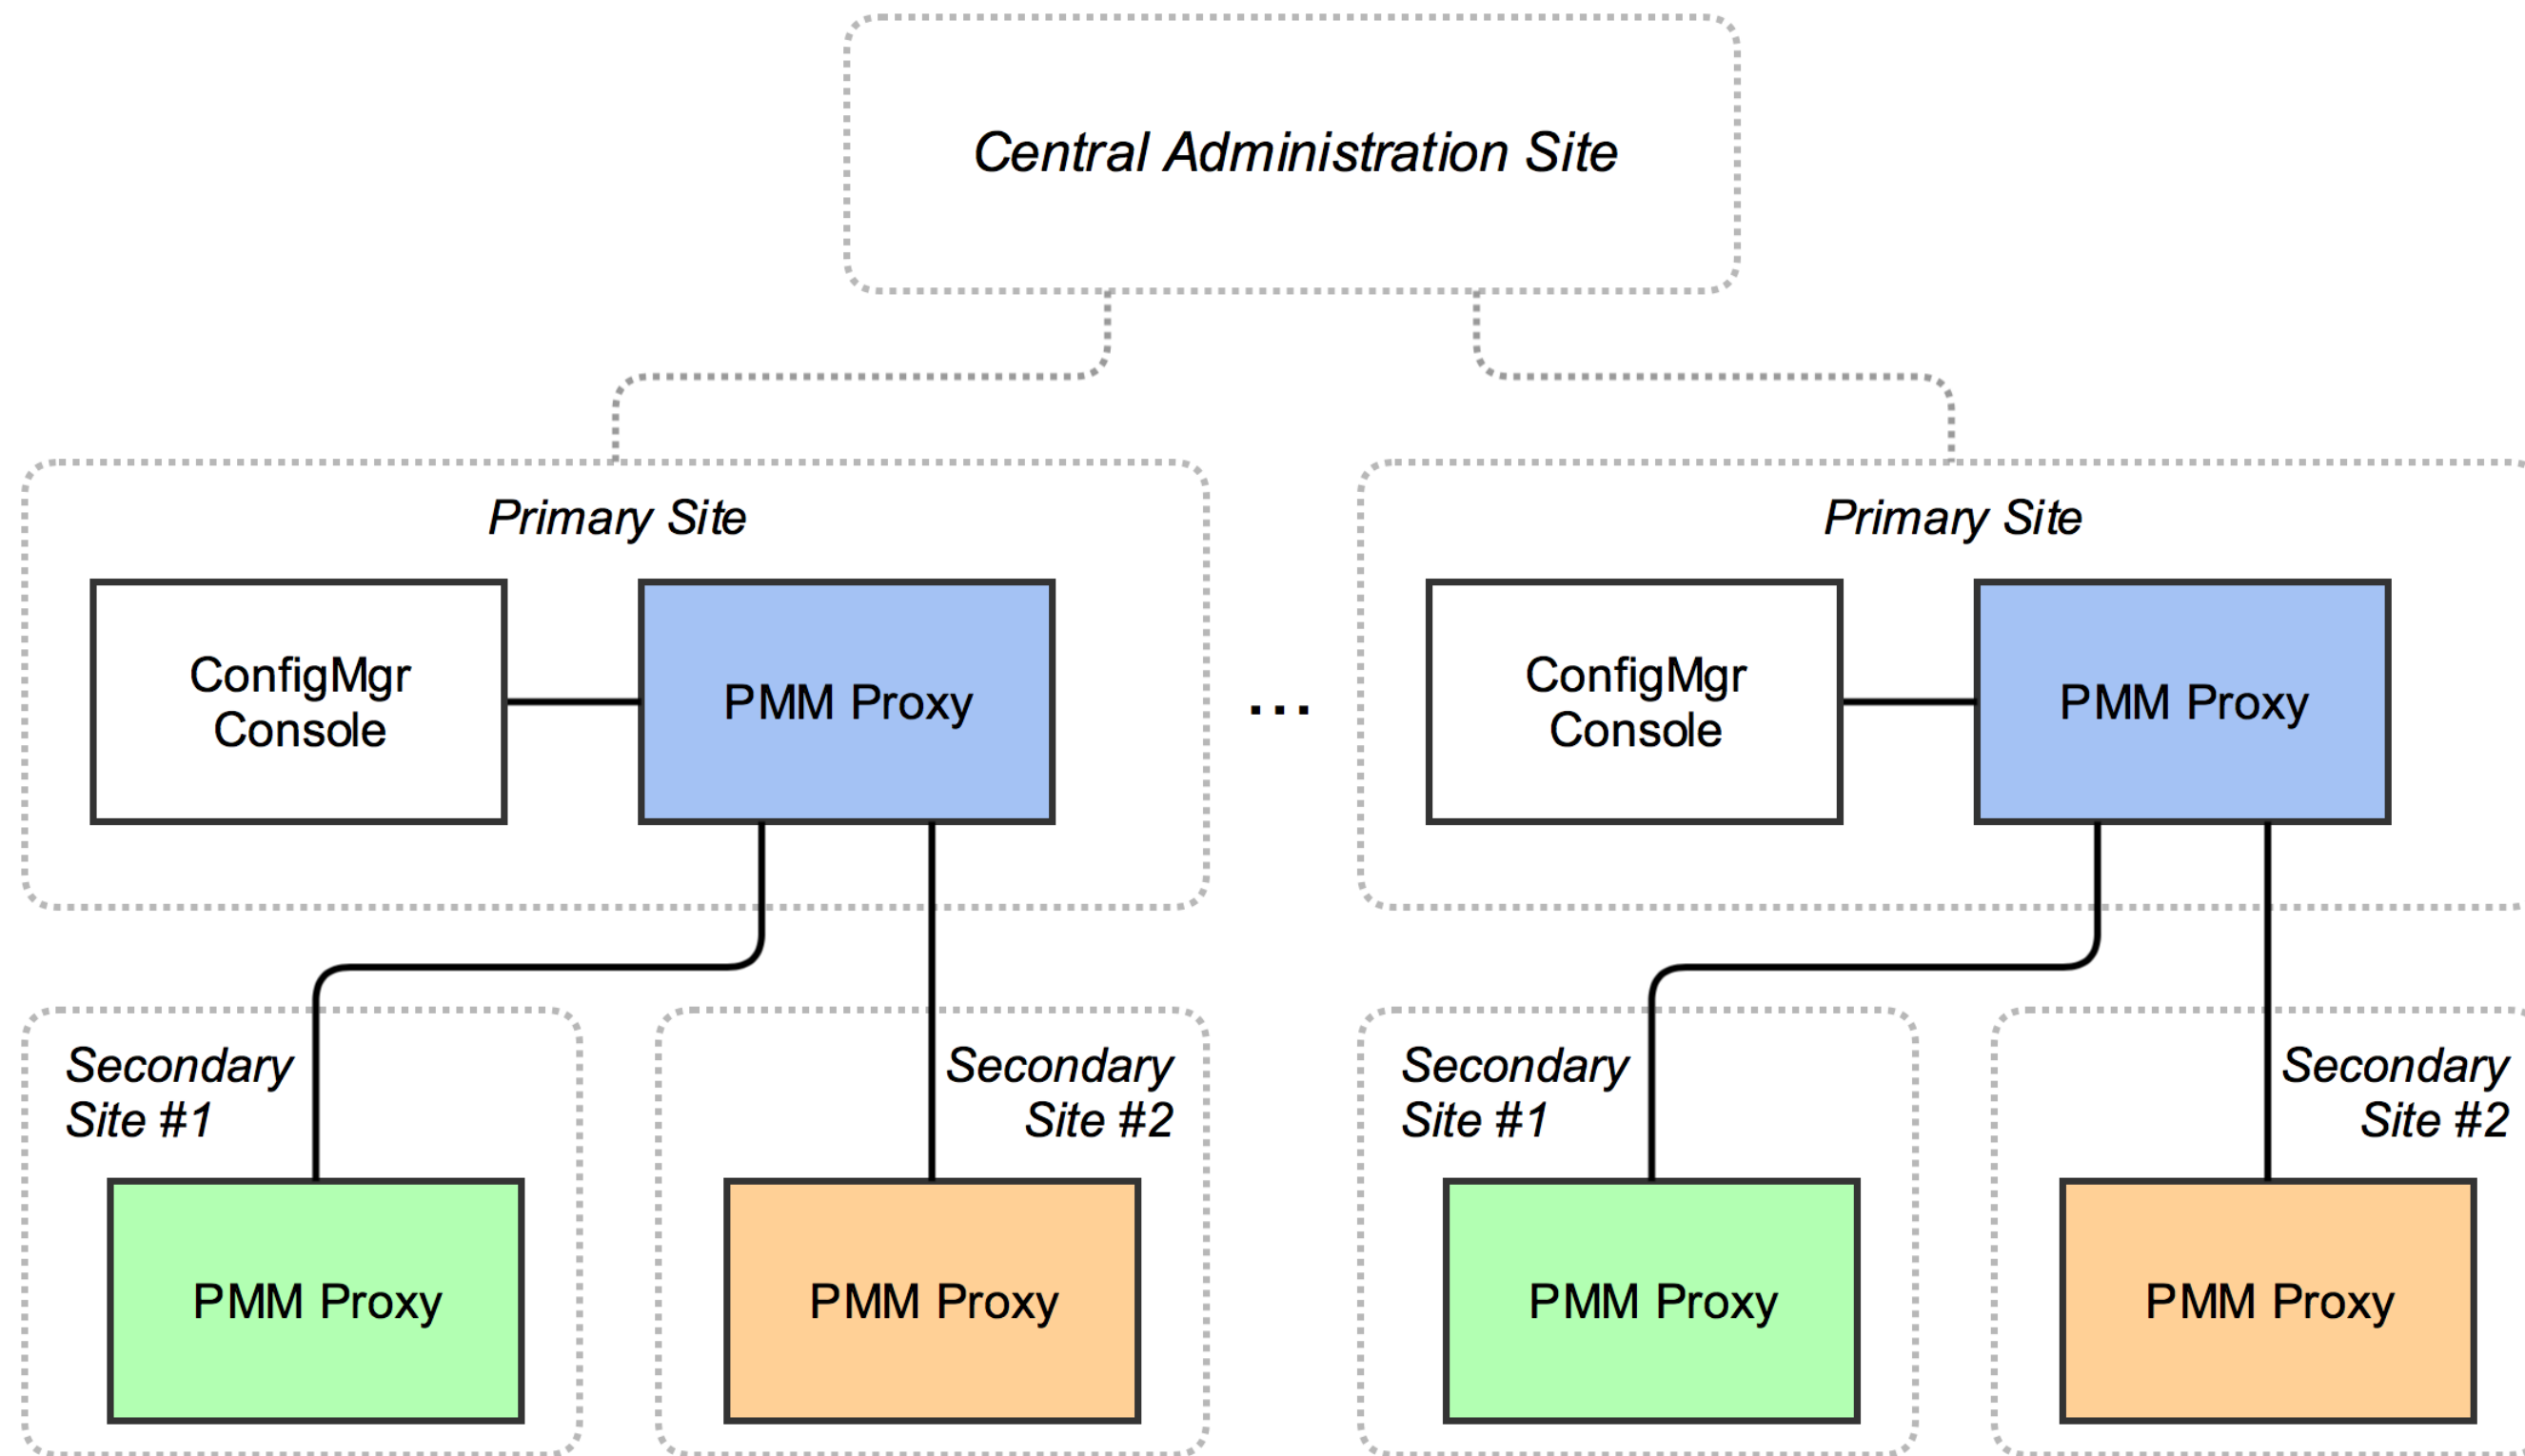 Central Administration Site
Primary Site
ConfigMgr
Console
PMM Proxy
...
Primary Site
ConfigMgr
Console
PMM Proxy
Secondary
Site #1
PMM Proxy
Secondary
Site #2
PMM Proxy
Secondary
Site #1
PMM Proxy
Secondary
Site #2
PMM Proxy